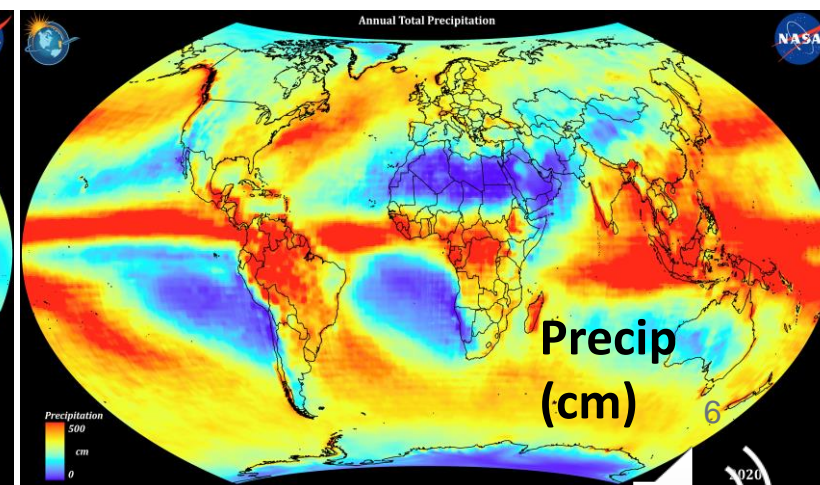 Annual Total Precipitation
NASA
Precip
(cm)
6
Precipitation
500
cm
0
2020